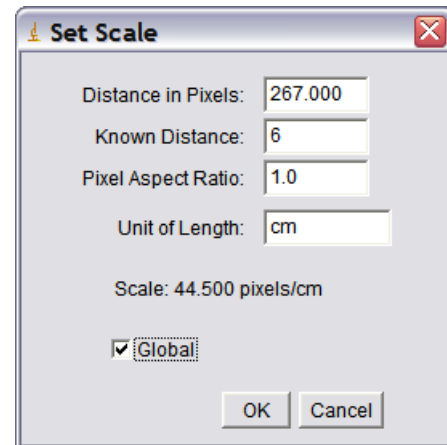 Set Scale
Distance in Pixels: 267.000
Known Distance: 6
Pixel Aspect Ratio: 1.0
Unit of Length: cm
Scale: 44.500 pixels/cm
Global
OK Cancel